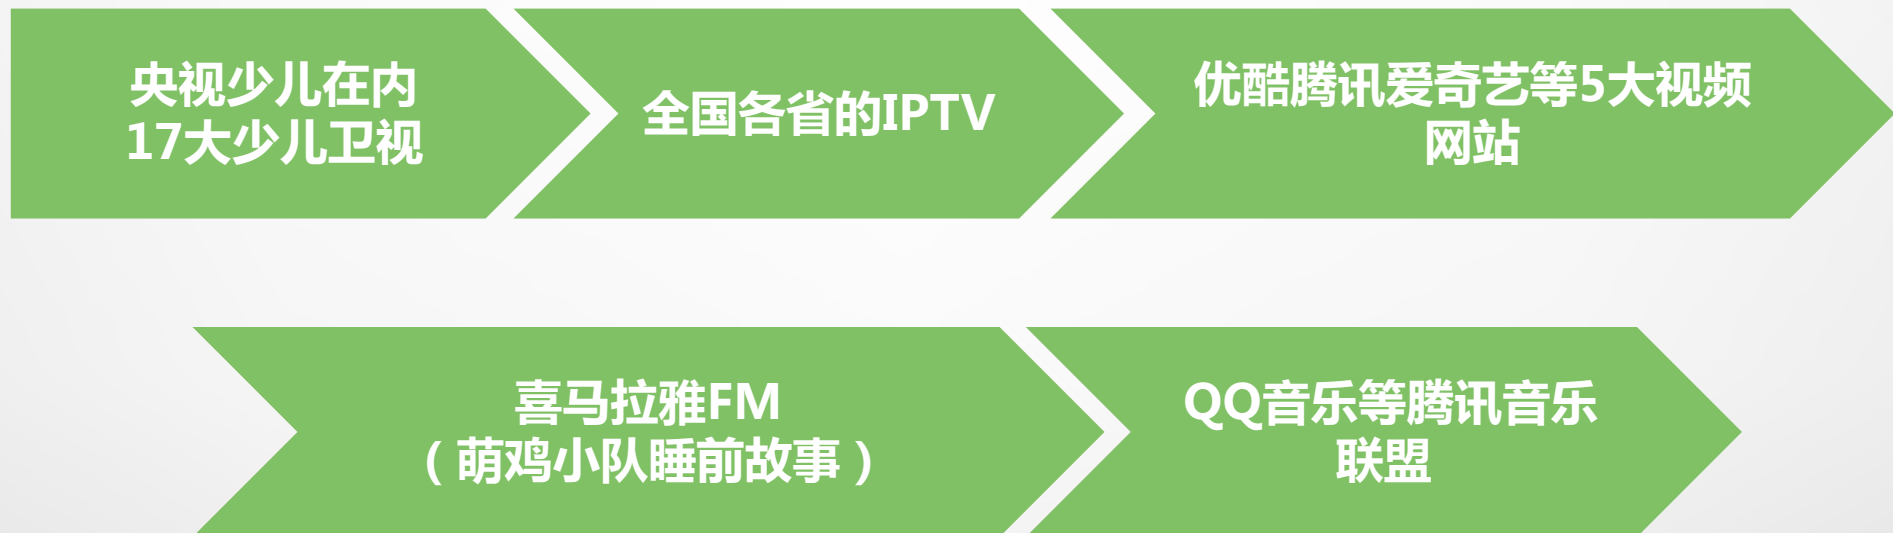 央视少儿在内
17大少儿卫视
全国各省的IPTV
优酷腾讯爱奇艺等5大视频
网站
喜马拉雅FM
（萌鸡小队睡前故事）
QQ音乐等腾讯音乐
联盟